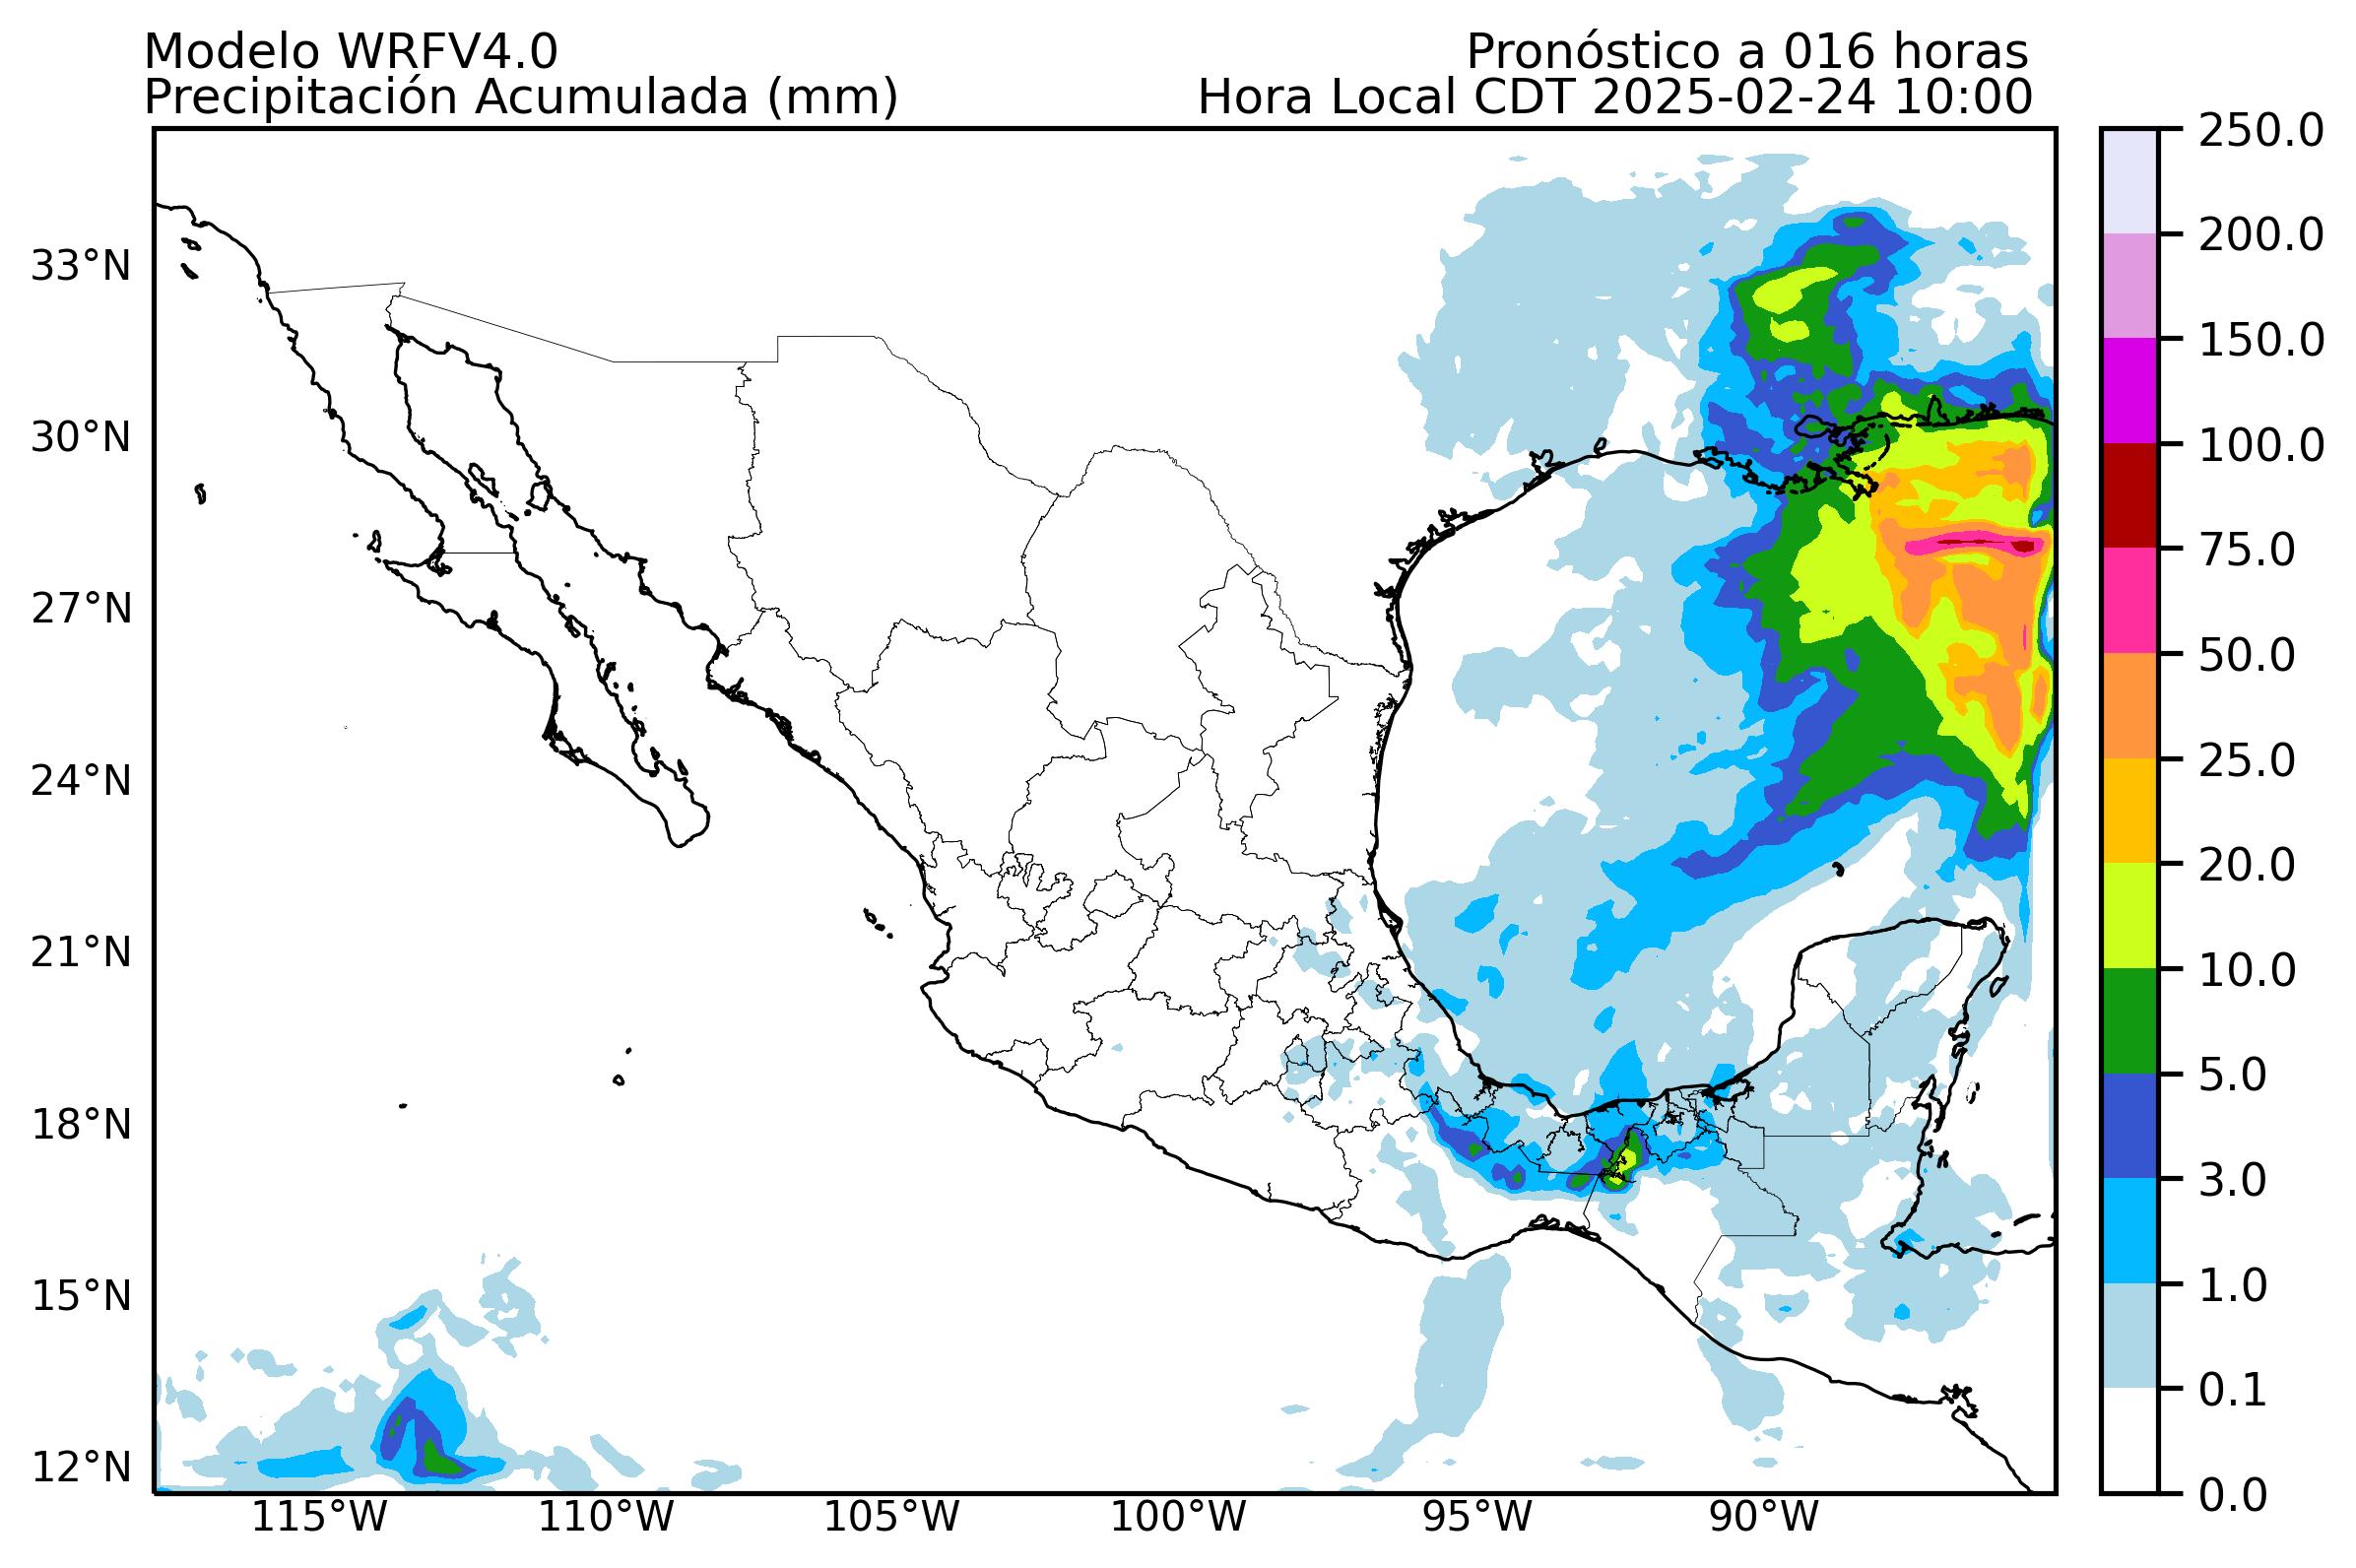 Modelo WRFV4.0
Pronóstico a 016 horas
Precipitación Acumulada (mm)
Hora Local CDT 2025-02-24 10:00
33°N
30°N
27°N
24°N
21°N
18°N
15°N
12°N
115°W
110°W
105°W
100°W
95°W
90°W
250.0
200.0
150.0
100.0
75.0
50.0
25.0
20.0
10.0
5.0
3.0
1.0
0.1
0.0